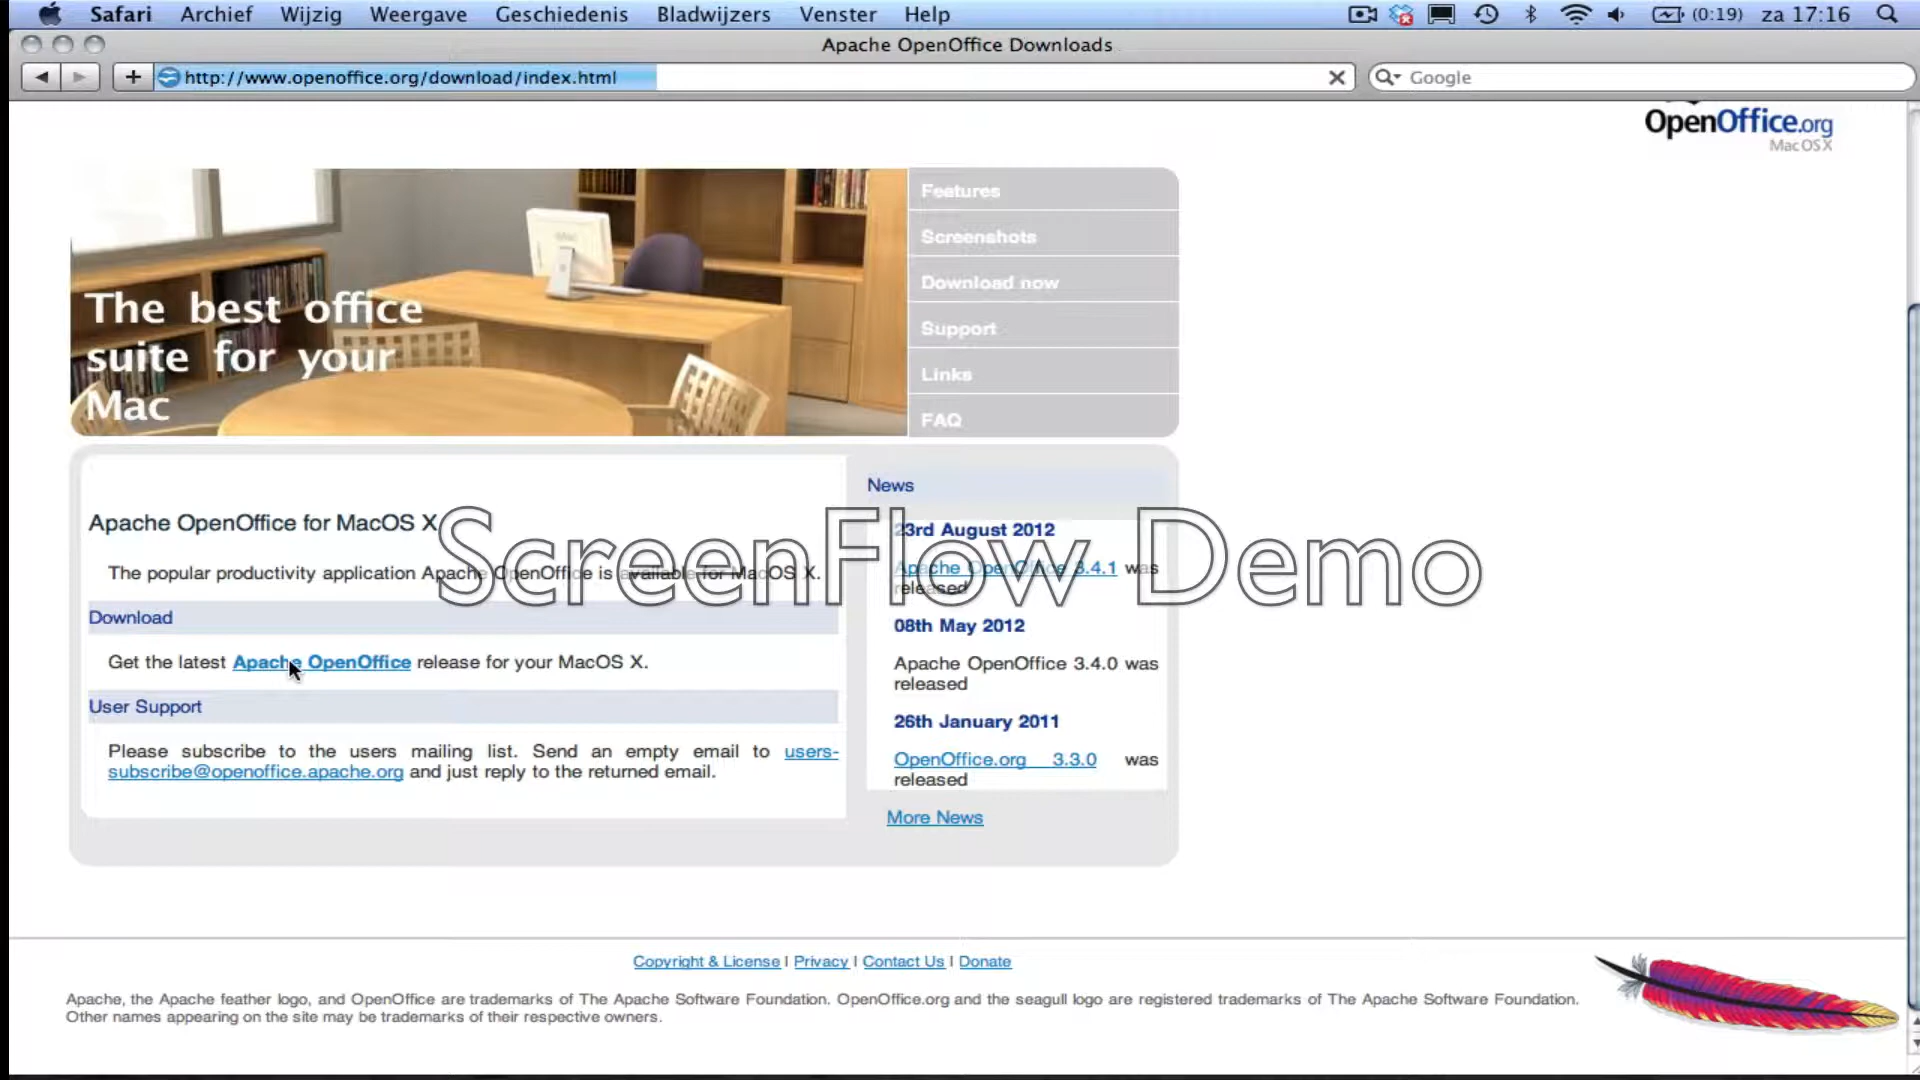 Safari Archief Wijzig Weergave Geschiedenis Bladwijzers Venster Help (0:19) za 17:16
Apache OpenOffice Downloads
http://www.openoffice.org/download/index.html Google
OpenOffice.org
Mac OS X
The best office
suite for your
Mac
Features
Screenshots
Download now
Support
Links
FAQ
Apache OpenOffice for MacOS X
The popular productivity application Apache OpenOffice is available for MacOS X.
Download
Get the latest Apache OpenOffice release for your MacOS X.
User Support
Please subscribe to the users mailing list. Send an empty email to users-
subscribe@openoffice.apache.org and just reply to the returned email.
News
23rd August 2012
Apache OpenOffice 3.4.1 was
released
08th May 2012
Apache OpenOffice 3.4.0 was
released
26th January 2011
OpenOffice.org 3.3.0 was
released
More News
ScreenFlow Demo
Copyright & License | Privacy | Contact Us | Donate
Apache, the Apache feather logo, and OpenOffice are trademarks of The Apache Software Foundation. OpenOffice.org and the seagull logo are registered trademarks of The Apache Software Foundation.
Other names appearing on the site may be trademarks of their respective owners.